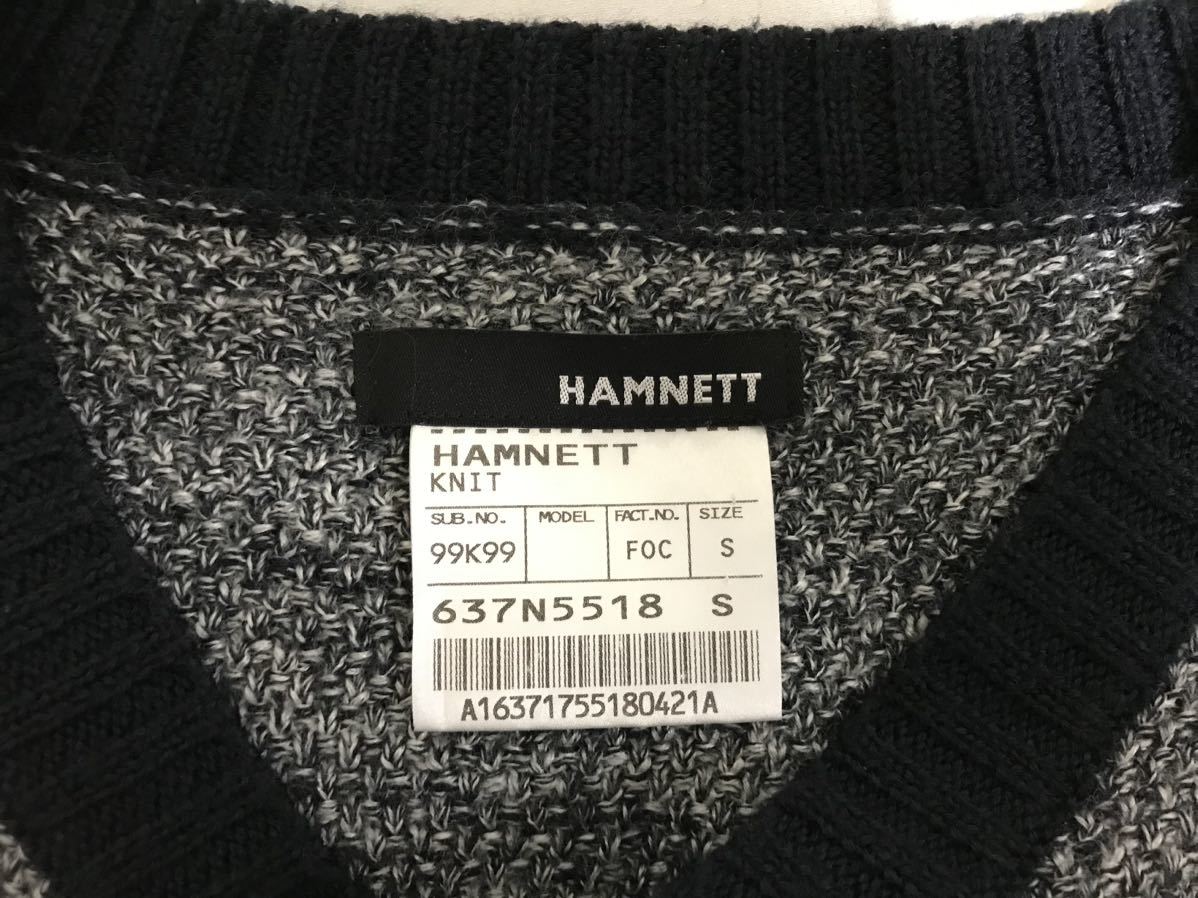 HAMNETT
HAMNETT
KNIT
SUB.NO. MODEL FACT.NO. SIZE
99K99 FOC S
637N5518 S
A16371755180421A